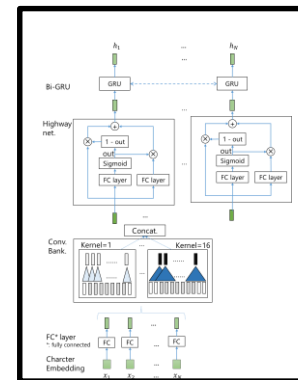 h1 ... hN
...
Bi-GRU GRU GRU
Highway net.
+ +
1 - out 1 - out
× × × ×
out out
Sigmoid Sigmoid
FC layer FC layer FC layer FC layer
...
...
Concat.
Conv. Bank.
Kernel=1 ... Kernel=16
...... ......
...
FC* layer
*: fully connected
FC FC ... FC
Charcter Embedding
x1 x2 ... xN